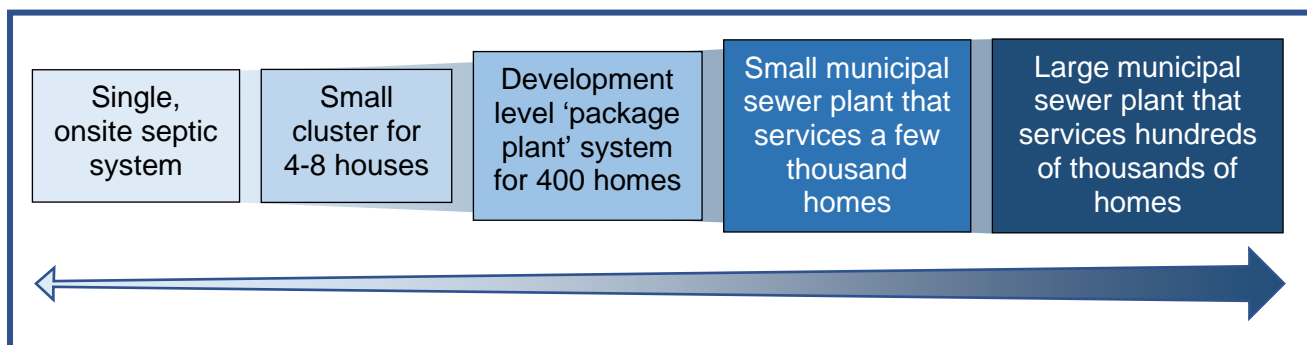 Single,
onsite septic
system
Small
cluster for
4-8 houses
Development
level ‘package
plant’ system
for 400 homes
Small municipal
sewer plant that
services a few
thousand
homes
Large municipal
sewer plant that
services hundreds
of thousands of
homes